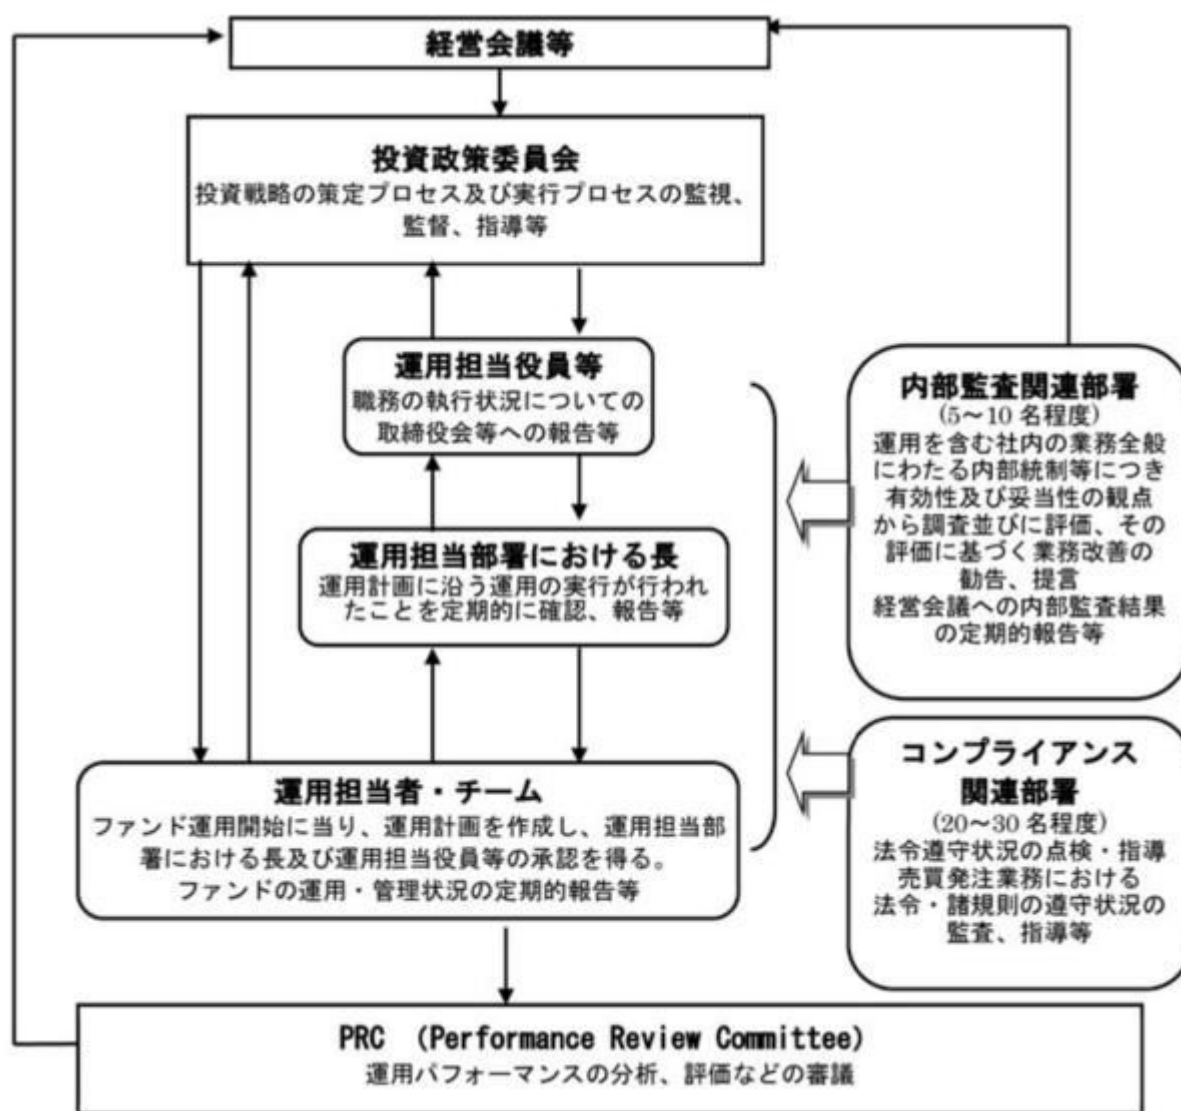 経営会議等
投資政策委員会
投資戦略の策定プロセス及び実行プロセスの監視、
監督、指導等
運用担当役員等
職務の執行状況についての
取締役会等への報告等
運用担当部署における長
運用計画に沿う運用の実行が行われ
たことを定期的に確認、報告等
運用担当者・チーム
ファンド運用開始に当り、運用計画を作成し、運用担当部
署における長及び運用担当役員等の承認を得る。
ファンドの運用・管理状況の定期的報告等
内部監査関連部署
(5～10 名程度)
運用を含む社内の業務全般
にわたる内部統制等につき
有効性及び妥当性の観点
から調査並びに評価、その
評価に基づく業務改善の
勧告、提言
経営会議への内部監査結果
の定期的報告等
コンプライアンス
関連部署
(20～30 名程度)
法令遵守状況の点検・指導
売買発注業務における
法令・諸規則の遵守状況の
監査、指導等
PRC （Performance Review Committee)
運用パフォーマンスの分析、評価などの審議